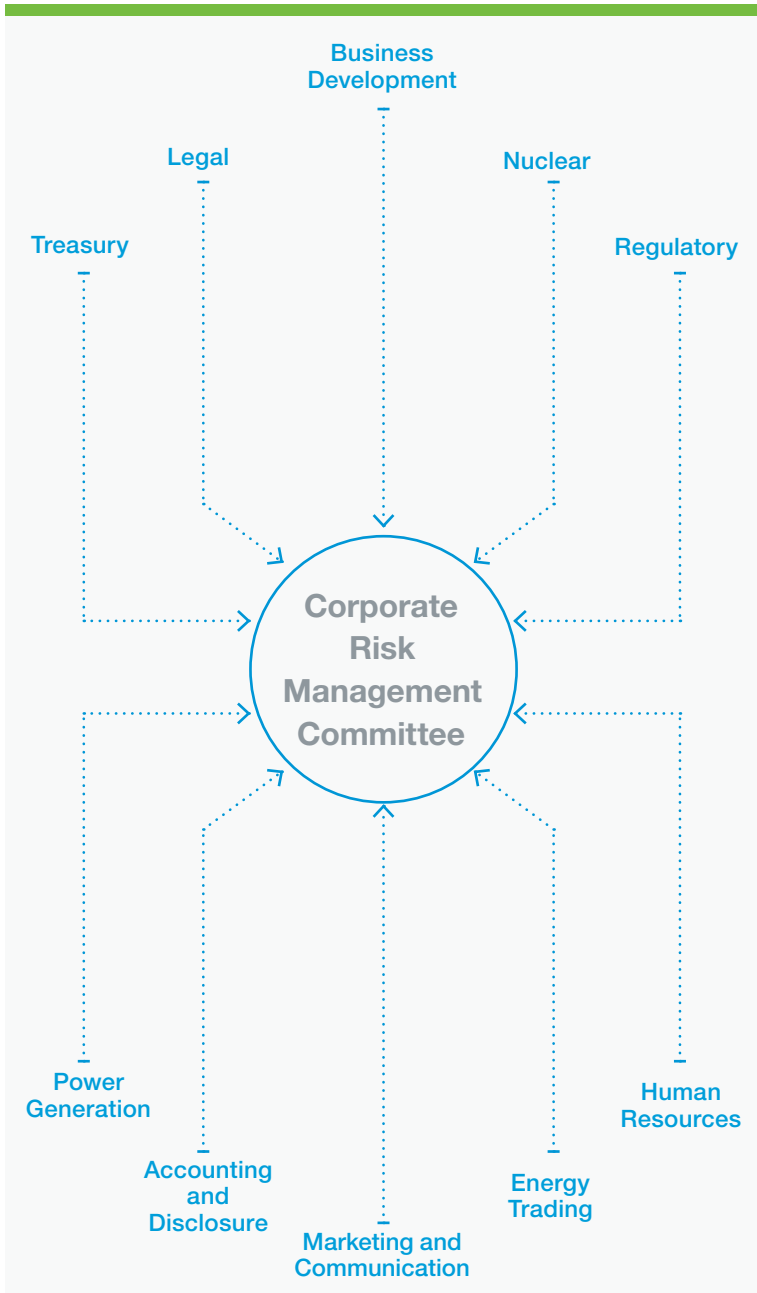 Business
Development
Legal
Nuclear
Treasury
Regulatory
Corporate
Risk
Management
Committee
Power
Generation
Human
Resources
Accounting
and
Disclosure
Energy
Trading
Marketing and
Communication